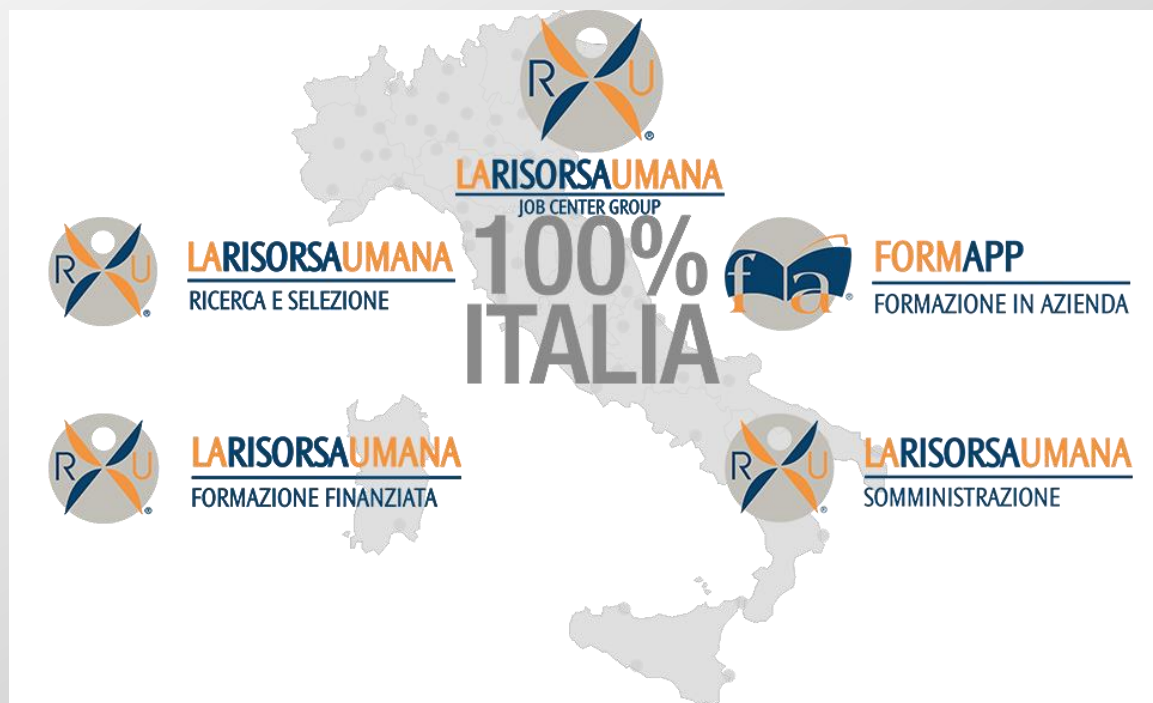 R U
®
LARISORSAUMANA
JOB CENTER GROUP
100%
ITALIA
R U
®
LARISORSAUMANA
RICERCA E SELEZIONE
fa
®
FORMAPP
FORMAZIONE IN AZIENDA
R U
®
LARISORSAUMANA
FORMAZIONE FINANZIATA
R U
®
LARISORSAUMANA
SOMMINISTRAZIONE